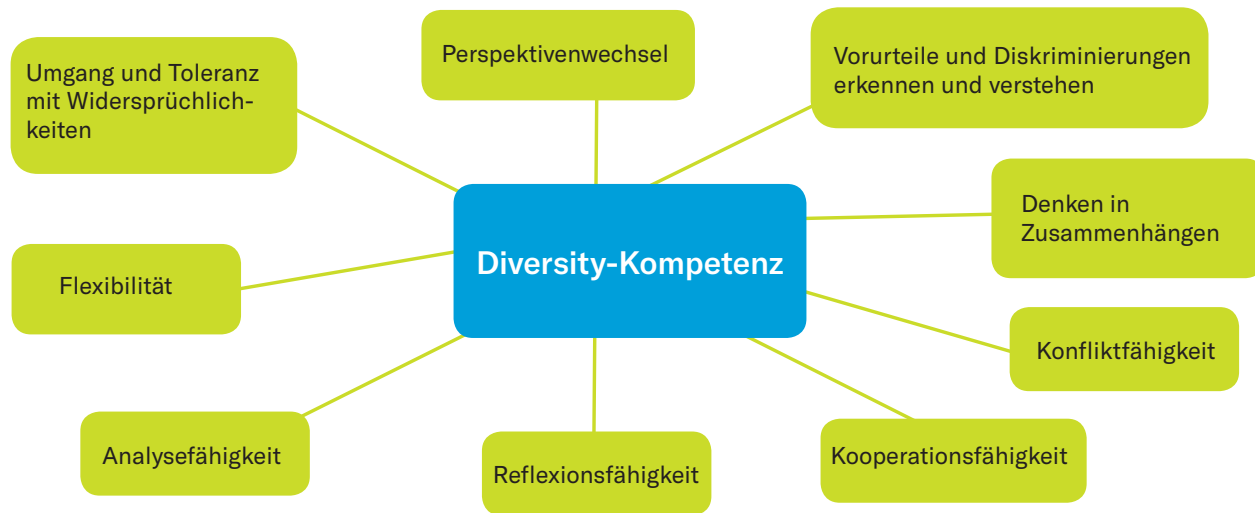 Umgang und Toleranz
mit Widersprüchlich-
keiten
Perspektivenwechsel
Vorurteile und Diskriminierungen
erkennen und verstehen
Denken in
Zusammenhängen
Diversity-Kompetenz
Flexibilität
Konfliktfähigkeit
Analysefähigkeit
Reflexionsfähigkeit
Kooperationsfähigkeit